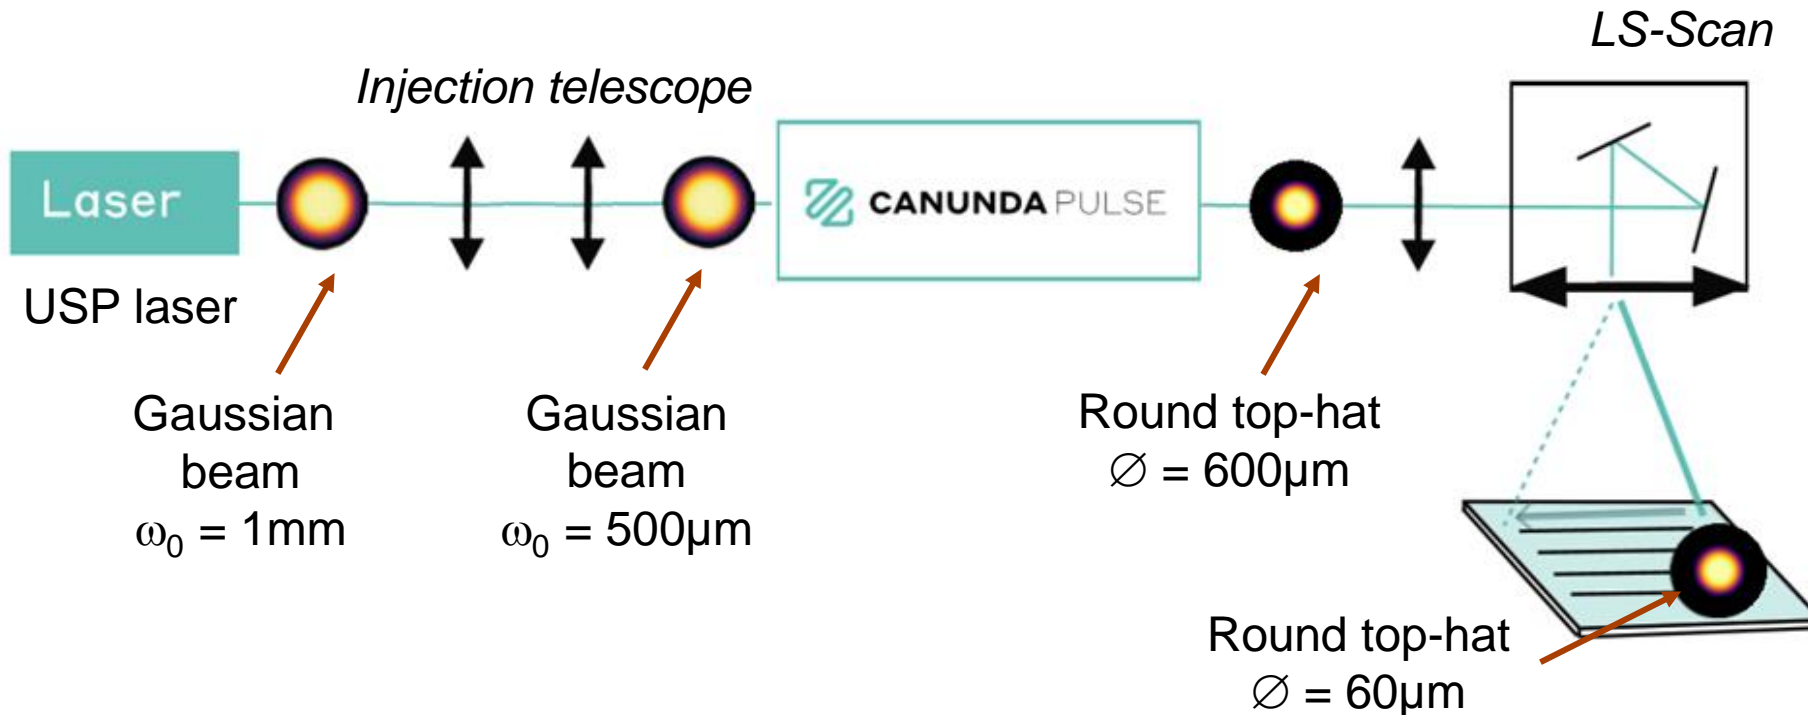 LS-Scan
Injection telescope
Laser
CANUNDA PULSE
USP laser
Gaussian
beam
ω₀ = 1mm
Gaussian
beam
ω₀ = 500µm
Round top-hat
∅ = 600µm
Round top-hat
∅ = 60µm